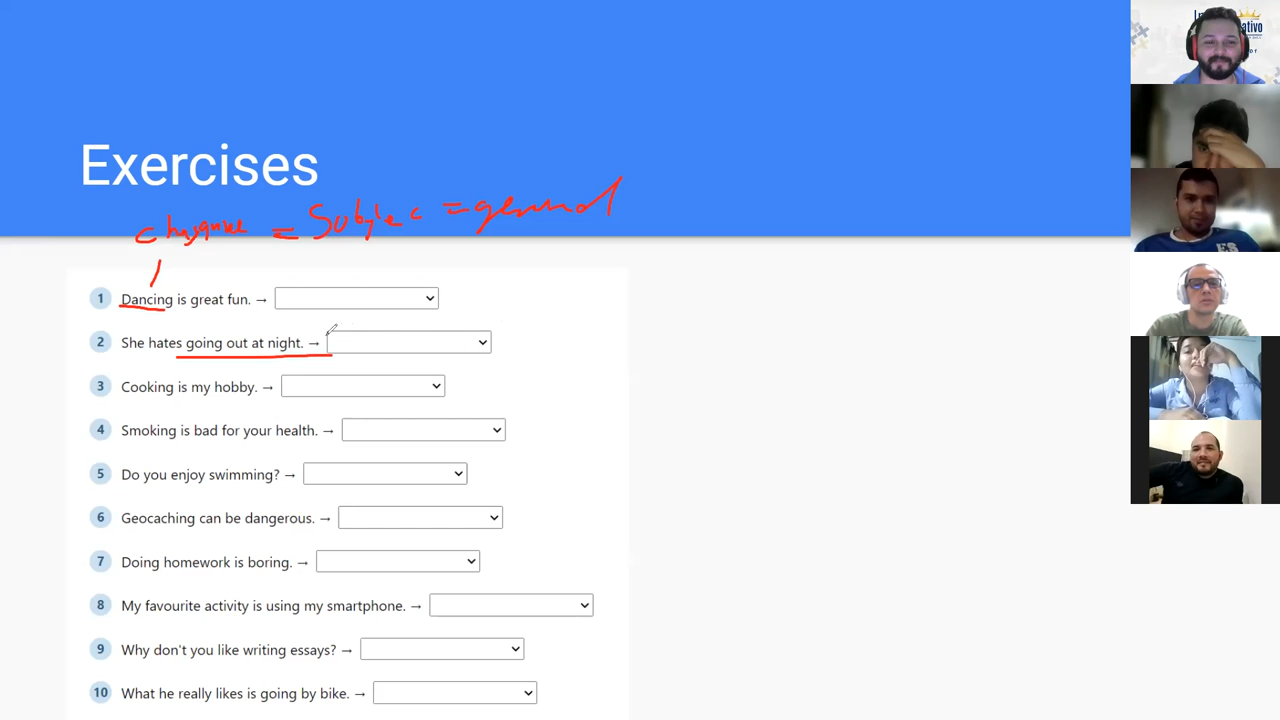 Exercises
= =
1 Dancing is great fun. →
2 She hates going out at night. →
3 Cooking is my hobby. →
4 Smoking is bad for your health. →
5 Do you enjoy swimming? →
6 Geocaching can be dangerous. →
7 Doing homework is boring. →
8 My favourite activity is using my smartphone. →
9 Why don't you like writing essays? →
10 What he really likes is going by bike. →